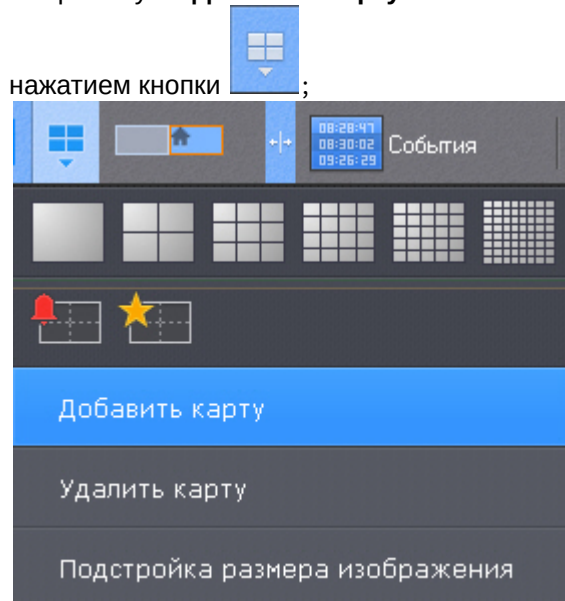 нажатием кнопки ;
08:28:47
08:30:02
09:26:29
События
Добавить карту
Удалить карту
Подстройка размера изображения